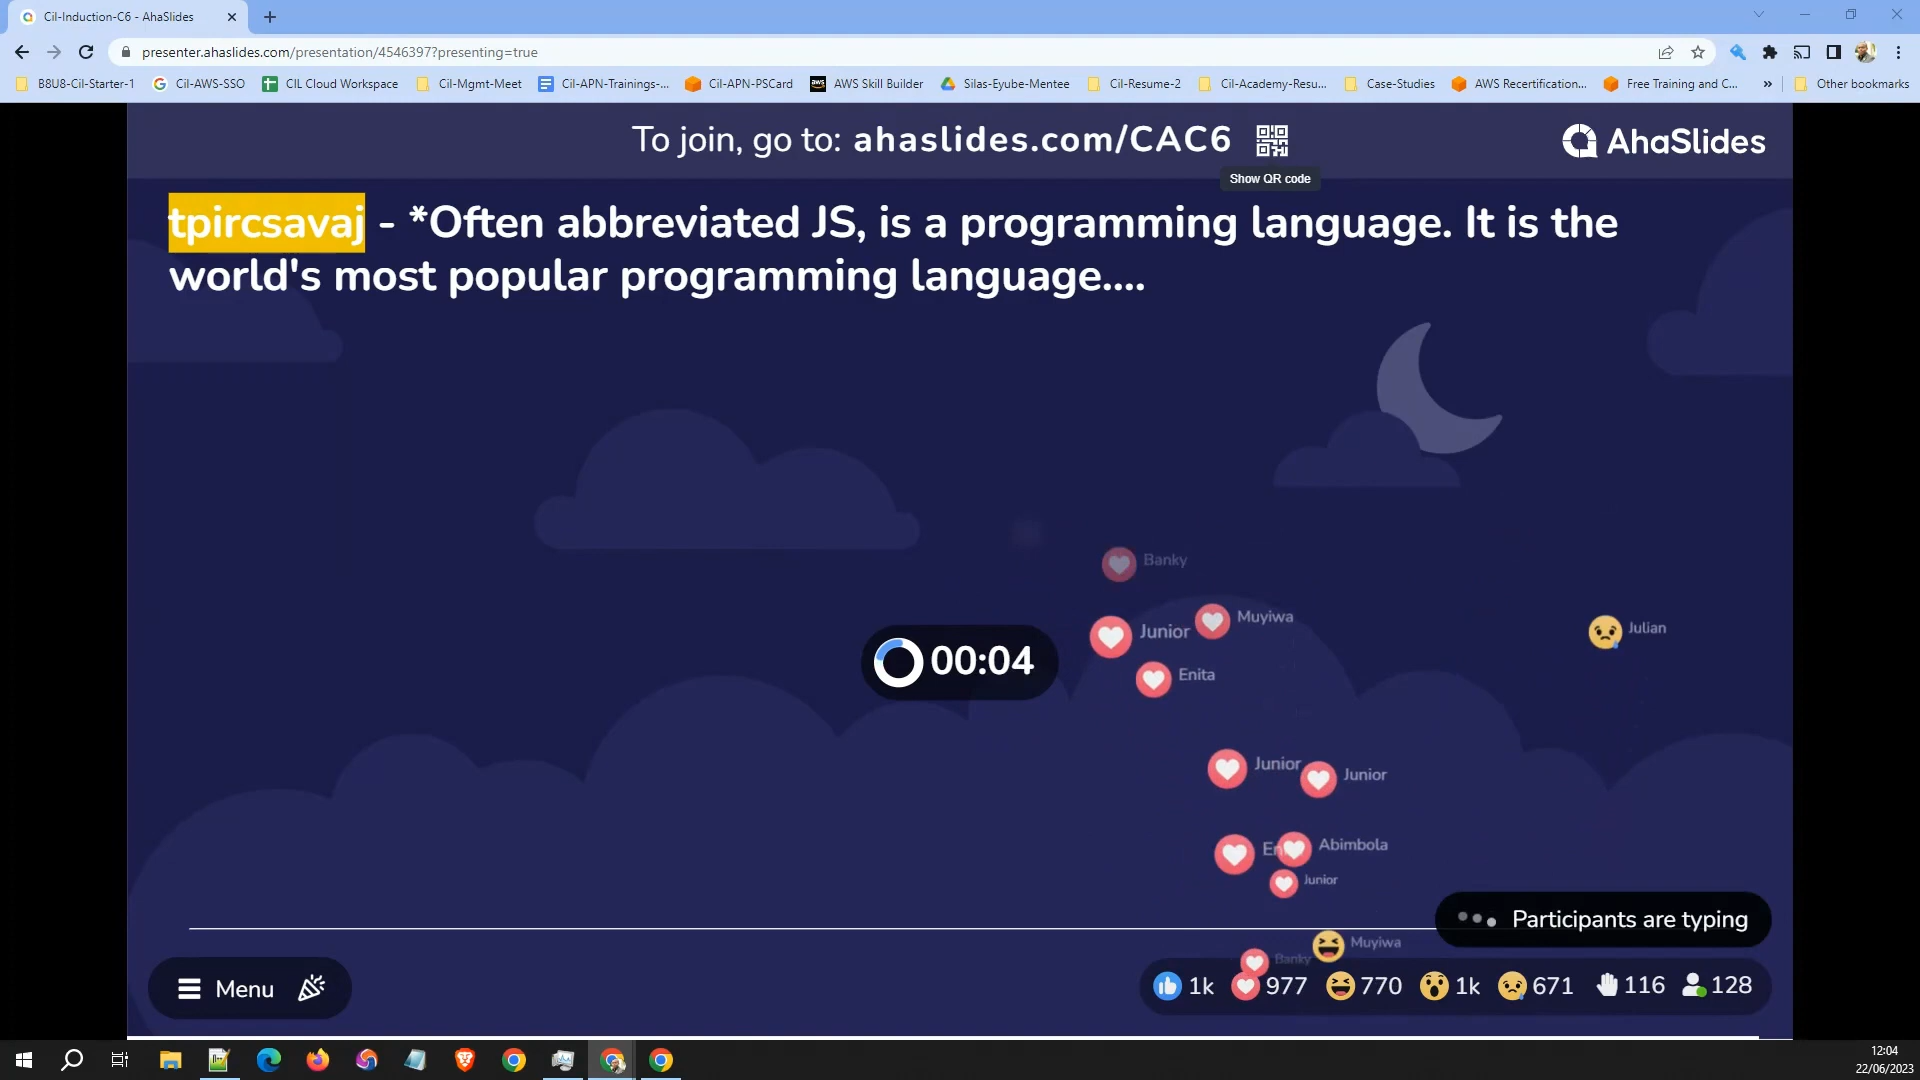 Cil-Induction-C6 - AhaSlides
presenter.ahaslides.com/presentation/4546397?presenting=true
B8U8-Cil-Starter-1 Cil-AWS-SSO CIL Cloud Workspace Cil-Mgmt-Meet Cil-APN-Trainings-... Cil-APN-PSCard AWS Skill Builder Silas-Eyube-Mentee Cil-Resume-2 Cil-Academy-Resu... Case-Studies AWS Recertification... Free Training and C... » Other bookmarks
To join, go to: ahaslides.com/CAC6 AhaSlides
Show QR code
tpircsavaj - *Often abbreviated JS, is a programming language. It is the
world's most popular programming language....
Banky
Muyiwa
Junior
Julian
00:04
Enita
Junior
Junior
Abimbola
Junior
Participants are typing
Muyiwa
Banky
Menu
1k 977 770 1k 671 116 128
12:04
22/06/2023